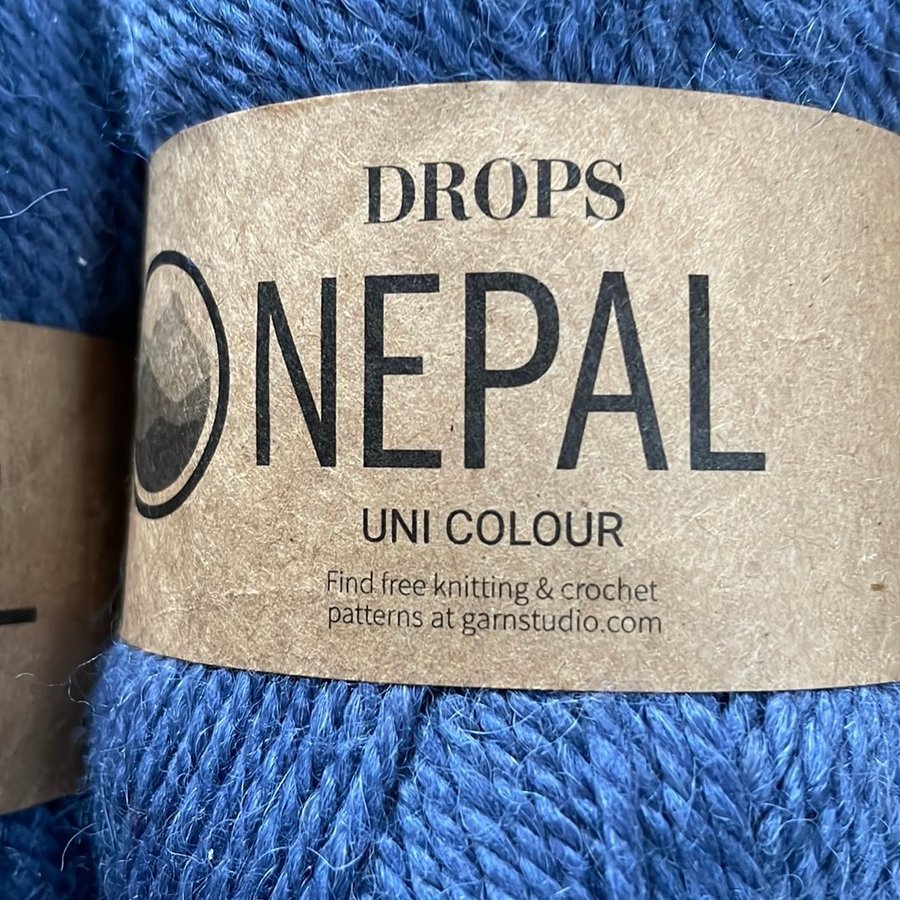 DROPS
NEPAL
UNI COLOUR
Find free knitting & crochet
patterns at garnstudio.com